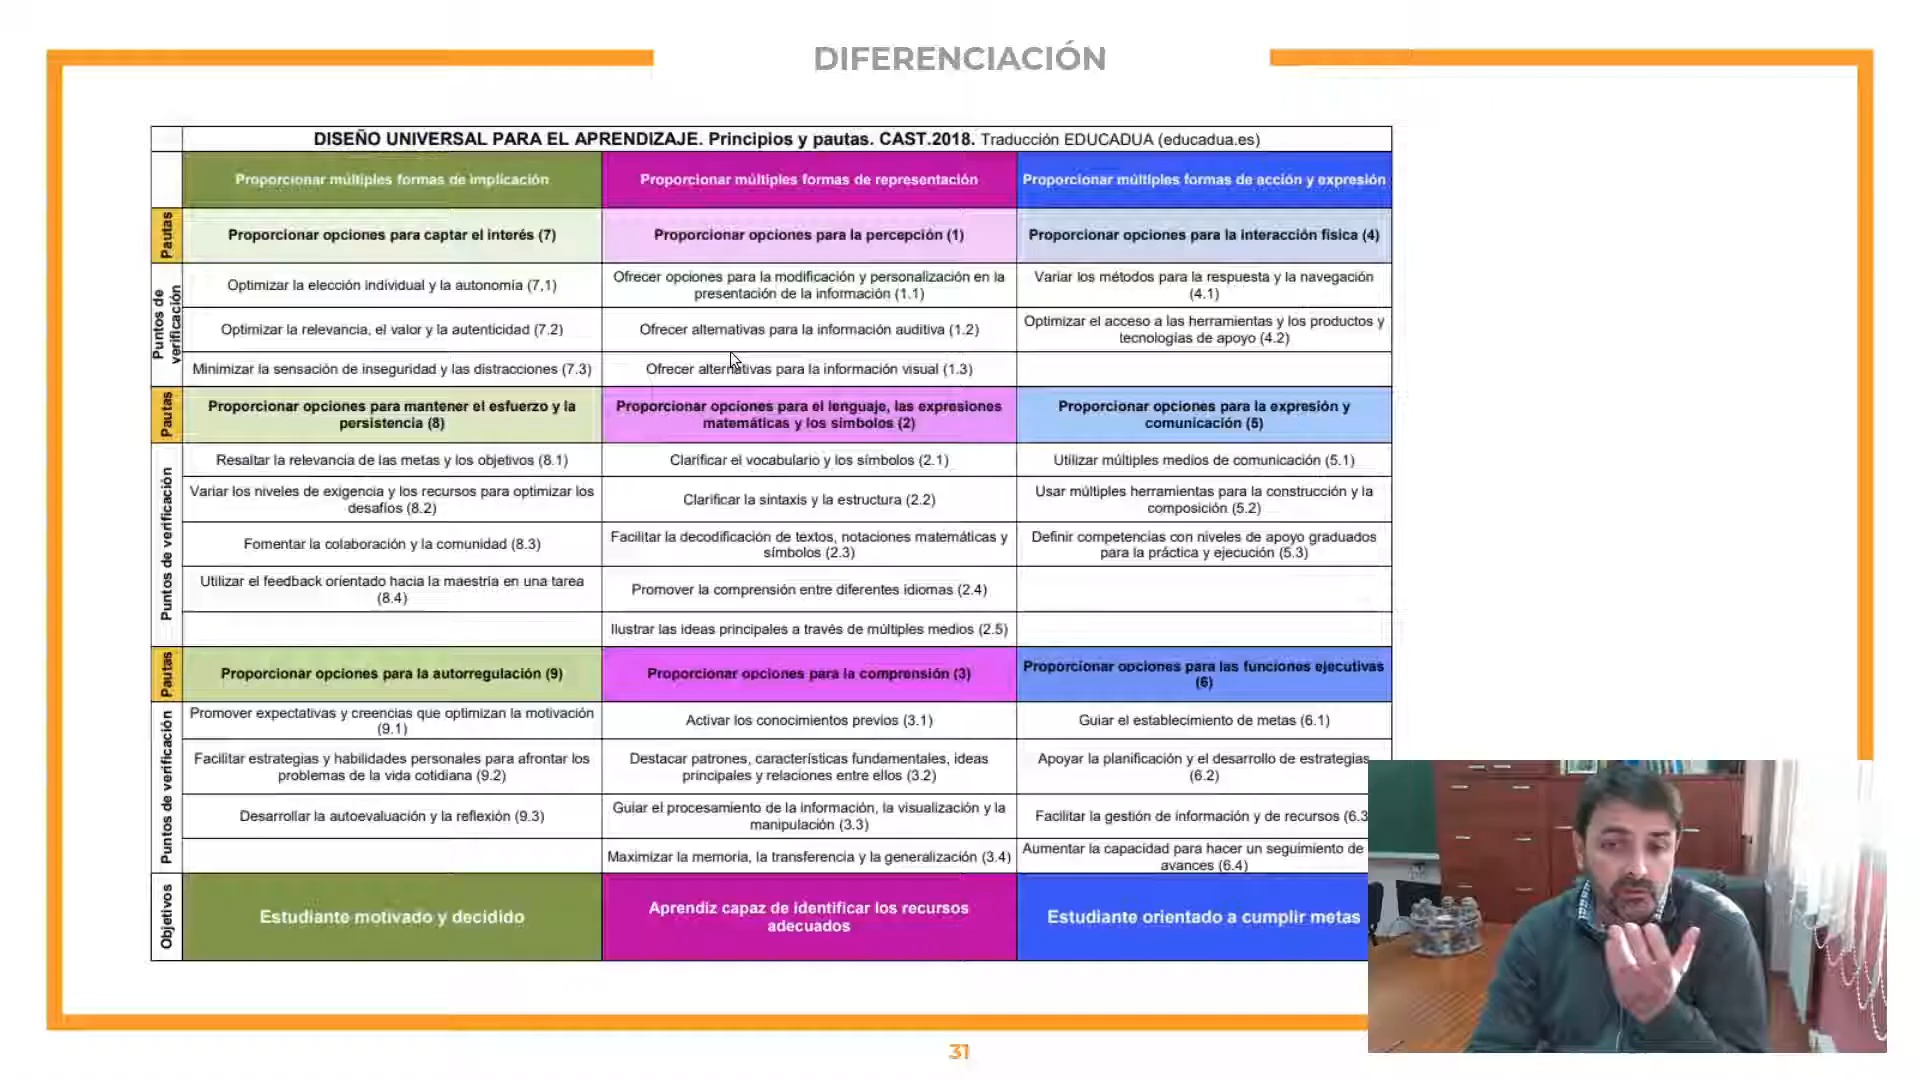 DIFERENCIACIÓN
DISEÑO UNIVERSAL PARA EL APRENDIZAJE. Principios y pautas. CAST.2018. Traducción EDUCADUA (educadua.es)
Proporcionar múltiples formas de implicación
Proporcionar múltiples formas de representación
Proporcionar múltiples formas de acción y expresión
Pautas
Proporcionar opciones para captar el interés (7)
Proporcionar opciones para la percepción (1)
Proporcionar opciones para la interacción física (4)
Puntos de
verificación
Optimizar la elección individual y la autonomía (7.1)
Ofrecer opciones para la modificación y personalización en la
presentación de la información (1.1)
Variar los métodos para la respuesta y la navegación
(4.1)
Optimizar la relevancia, el valor y la autenticidad (7.2)
Ofrecer alternativas para la información auditiva (1.2)
Optimizar el acceso a las herramientas y los productos y
tecnologías de apoyo (4.2)
Minimizar la sensación de inseguridad y las distracciones (7.3)
Ofrecer alternativas para la información visual (1.3)
Pautas
Proporcionar opciones para mantener el esfuerzo y la
persistencia (8)
Proporcionar opciones para el lenguaje, las expresiones
matemáticas y los símbolos (2)
Proporcionar opciones para la expresión y
comunicación (5)
Puntos de verificación
Resaltar la relevancia de las metas y los objetivos (8.1)
Clarificar el vocabulario y los símbolos (2.1)
Utilizar múltiples medios de comunicación (5.1)
Variar los niveles de exigencia y los recursos para optimizar los
desafíos (8.2)
Clarificar la sintaxis y la estructura (2.2)
Usar múltiples herramientas para la construcción y la
composición (5.2)
Fomentar la colaboración y la comunidad (8.3)
Facilitar la decodificación de textos, notaciones matemáticas y
símbolos (2.3)
Definir competencias con niveles de apoyo graduados
para la práctica y ejecución (5.3)
Utilizar el feedback orientado hacia la maestría en una tarea
(8.4)
Promover la comprensión entre diferentes idiomas (2.4)
Ilustrar las ideas principales a través de múltiples medios (2.5)
Pautas
Proporcionar opciones para la autorregulación (9)
Proporcionar opciones para la comprensión (3)
Proporcionar opciones para las funciones ejecutivas
(6)
Puntos de verificación
Promover expectativas y creencias que optimizan la motivación
(9.1)
Activar los conocimientos previos (3.1)
Guiar el establecimiento de metas (6.1)
Facilitar estrategias y habilidades personales para afrontar los
problemas de la vida cotidiana (9.2)
Destacar patrones, características fundamentales, ideas
principales y relaciones entre ellos (3.2)
Apoyar la planificación y el desarrollo de estrategias
(6.2)
Desarrollar la autoevaluación y la reflexión (9.3)
Guiar el procesamiento de la información, la visualización y la
manipulación (3.3)
Facilitar la gestión de información y de recursos (6.3
Maximizar la memoria, la transferencia y la generalización (3.4)
Aumentar la capacidad para hacer un seguimiento de
avances (6.4)
Objetivos
Estudiante motivado y decidido
Aprendiz capaz de identificar los recursos
adecuados
Estudiante orientado a cumplir metas
31